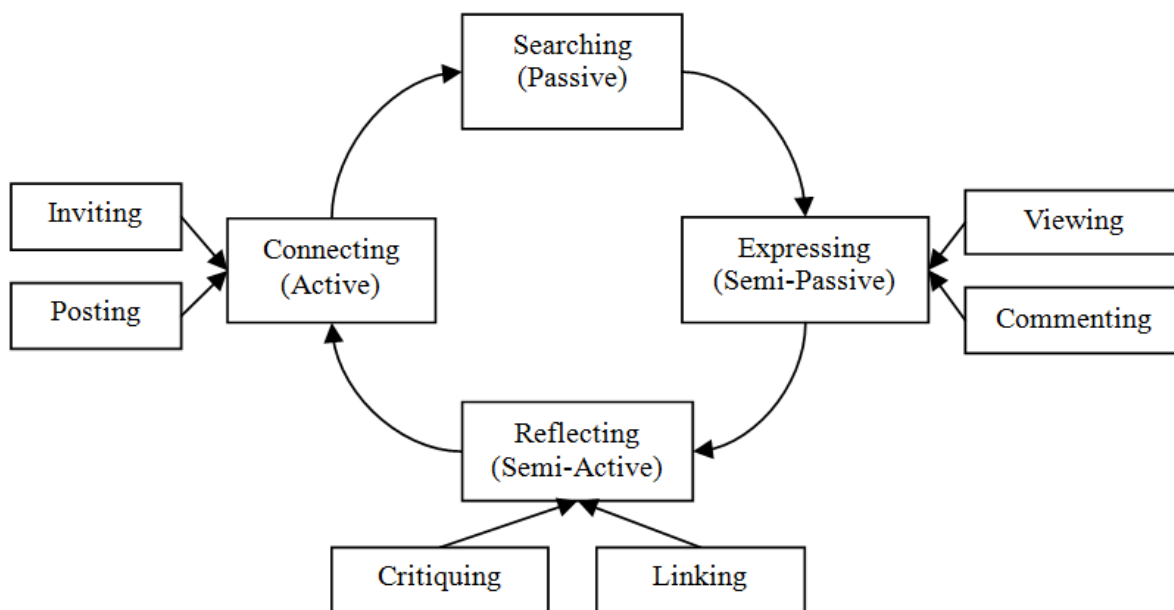 Searching
(Passive)
Inviting
Posting
Connecting
(Active)
Expressing
(Semi-Passive)
Viewing
Commenting
Reflecting
(Semi-Active)
Critiquing
Linking